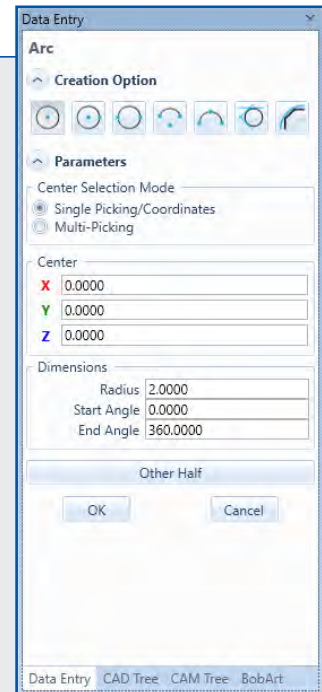 Data Entry
Arc
Creation Option
Parameters
Center Selection Mode
Single Picking/Coordinates
Multi-Picking
Center
X 0.0000
Y 0.0000
Z 0.0000
Dimensions
Radius 2.0000
Start Angle 0.0000
End Angle 360.0000
Other Half
OK Cancel
Data Entry CAD Tree CAM Tree BobArt